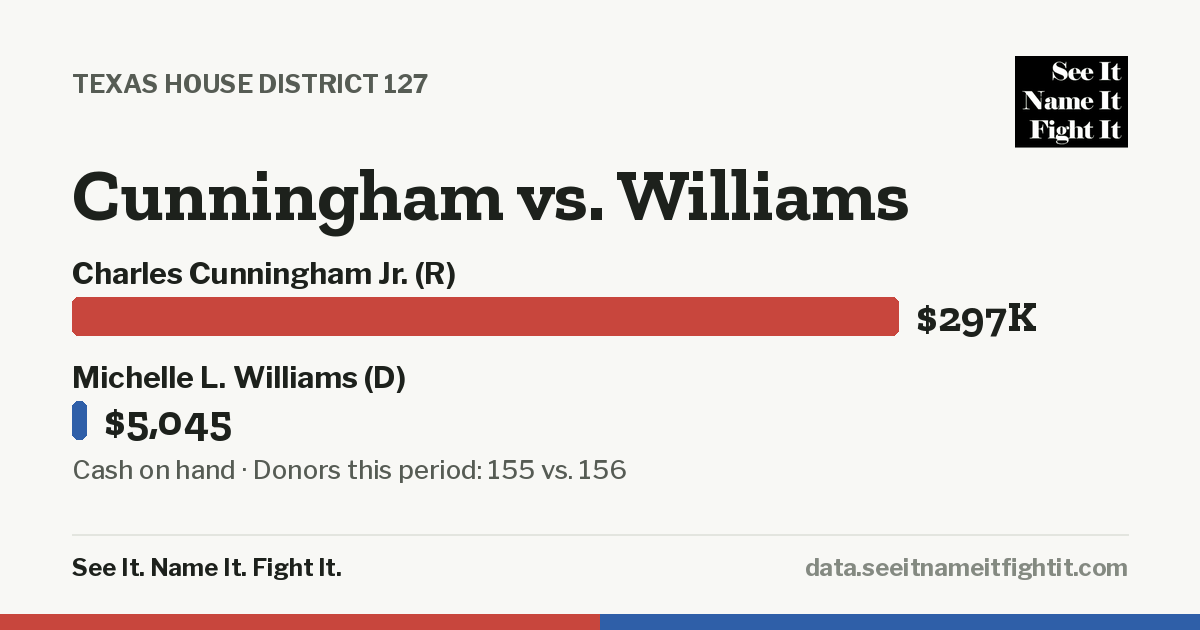 TEXAS HOUSE DISTRICT 127
See It
Name It
Fight It
Cunningham vs. Williams
Charles Cunningham Jr. (R)
$297K
Michelle L. Williams (D)
$5,045
Cash on hand · Donors this period: 155 vs. 156
See It. Name It. Fight It.
data.seeitnameitfightit.com